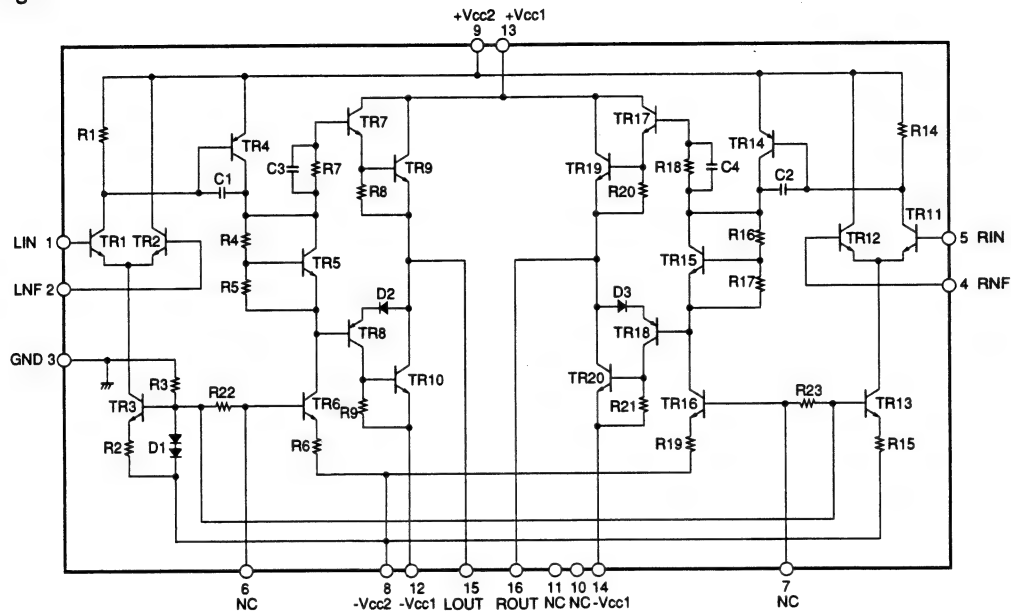 +Vcc2 +Vcc1
9 13
R1
TR4
C1
TR7
C3 R7
R8
TR9
TR17
TR19
R20
R18 C4
TR14
C2
R14
LIN 1
TR1 TR2
R4
TR5
R5
R16
TR15
R17
TR12
TR11
5 RIN
LNF 2
4 RNF
D2
TR8
D3
TR18
GND 3
R3
TR3
R22
TR6
R9
TR10
TR20
R21
TR16
R23
TR13
R2 D1
R6
R19
R15
6 8 12 15 16 11 10 14 7
NC -Vcc2 -Vcc1 LOUT ROUT NC NC -Vcc1 NC